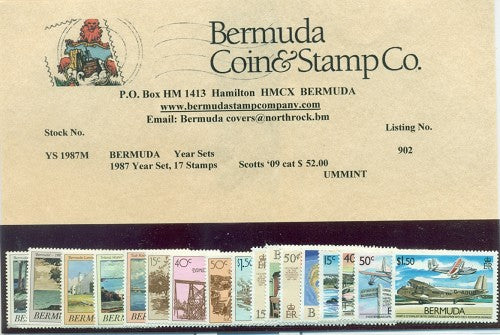 Bermuda
Coin & Stamp Co.
P.O. Box HM 1413 Hamilton HMCX BERMUDA
www.bermudastampcompany.com
Email: Bermuda covers@northrock.bm
Stock No.
Listing No.
YS 1987M BERMUDA Year Sets Scotts '09 cat $ 52.00 902
1987 Year Set, 17 Stamps UMMINT
40c
50c
$1.50
15
50c
B
15c
40c
50c
$1.50
BERMUDA